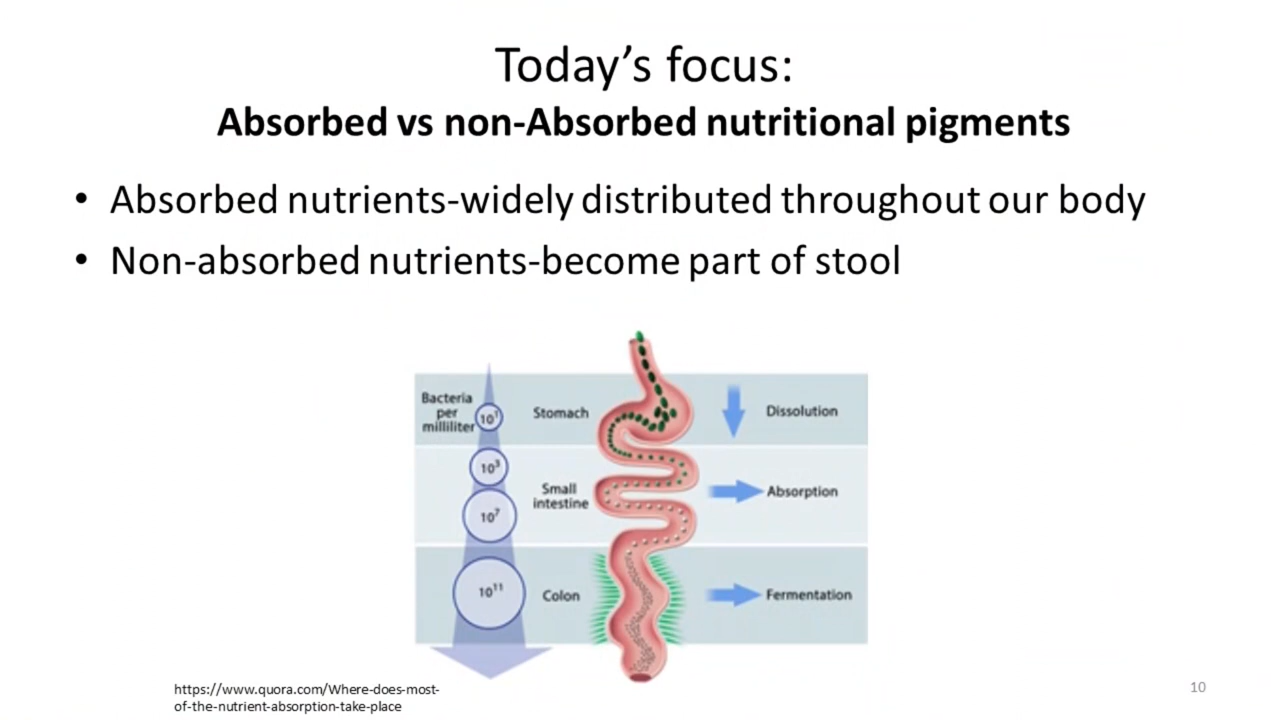 Today’s focus:
Absorbed vs non-Absorbed nutritional pigments
• Absorbed nutrients-widely distributed throughout our body
• Non-absorbed nutrients-become part of stool
Bacteria
per
milliliter
10¹
Stomach
Dissolution
10³
10⁷
Small
intestine
Absorption
10¹¹
Colon
Fermentation
https://www.quora.com/Where-does-most-
of-the-nutrient-absorption-take-place
10